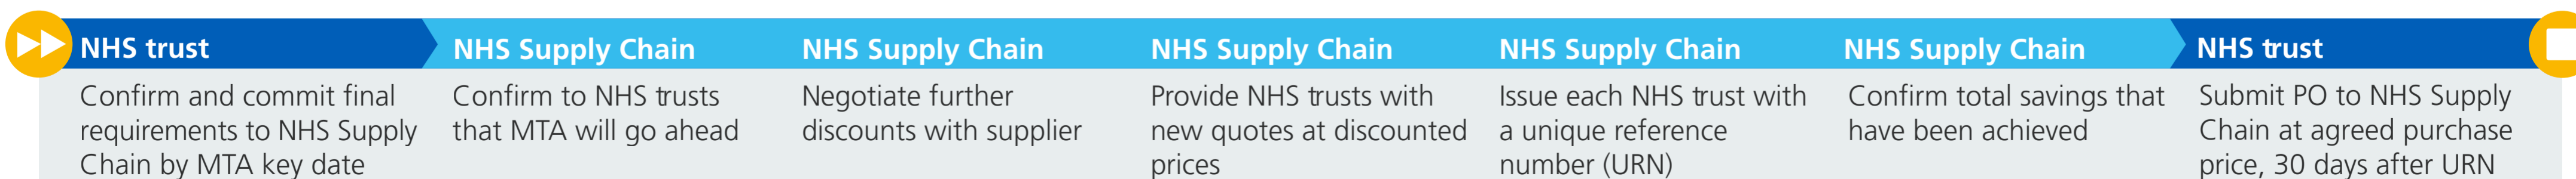 NHS trust
Confirm and commit final
requirements to NHS Supply
Chain by MTA key date
NHS Supply Chain
Confirm to NHS trusts
that MTA will go ahead
NHS Supply Chain
Negotiate further
discounts with supplier
NHS Supply Chain
Provide NHS trusts with
new quotes at discounted
prices
NHS Supply Chain
Issue each NHS trust with
a unique reference
number (URN)
NHS Supply Chain
Confirm total savings that
have been achieved
NHS trust
Submit PO to NHS Supply
Chain at agreed purchase
price, 30 days after URN